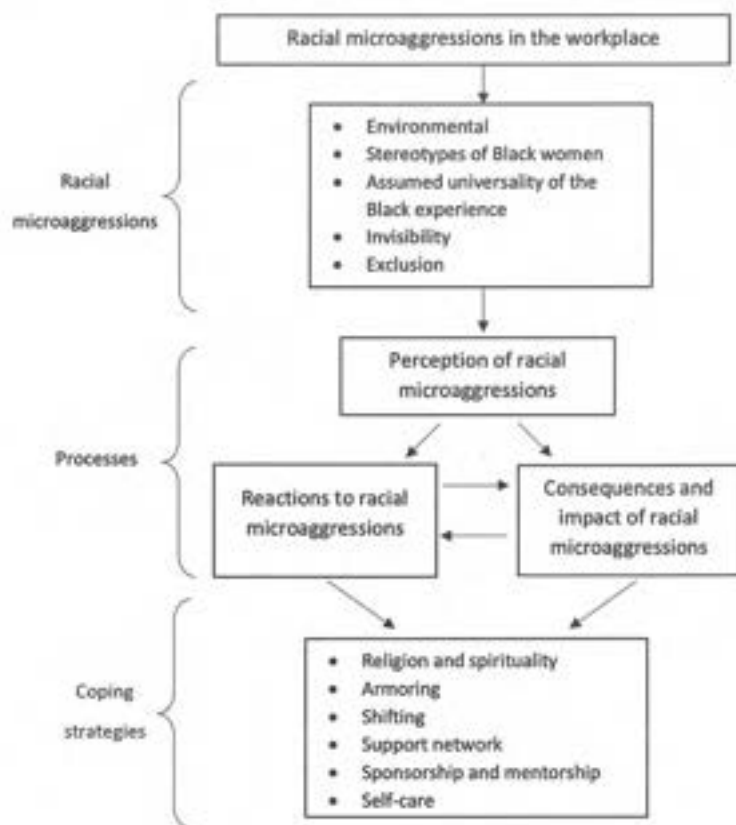 Racial microaggressions in the workplace
• Environmental
• Stereotypes of Black women
• Assumed universality of the
Black experience
• Invisibility
• Exclusion
Racial
microaggressions
Perception of racial
microaggressions
Processes
Reactions to racial
microaggressions
Consequences and
impact of racial
microaggressions
Coping
strategies
• Religion and spirituality
• Armoring
• Shifting
• Support network
• Sponsorship and mentorship
• Self-care